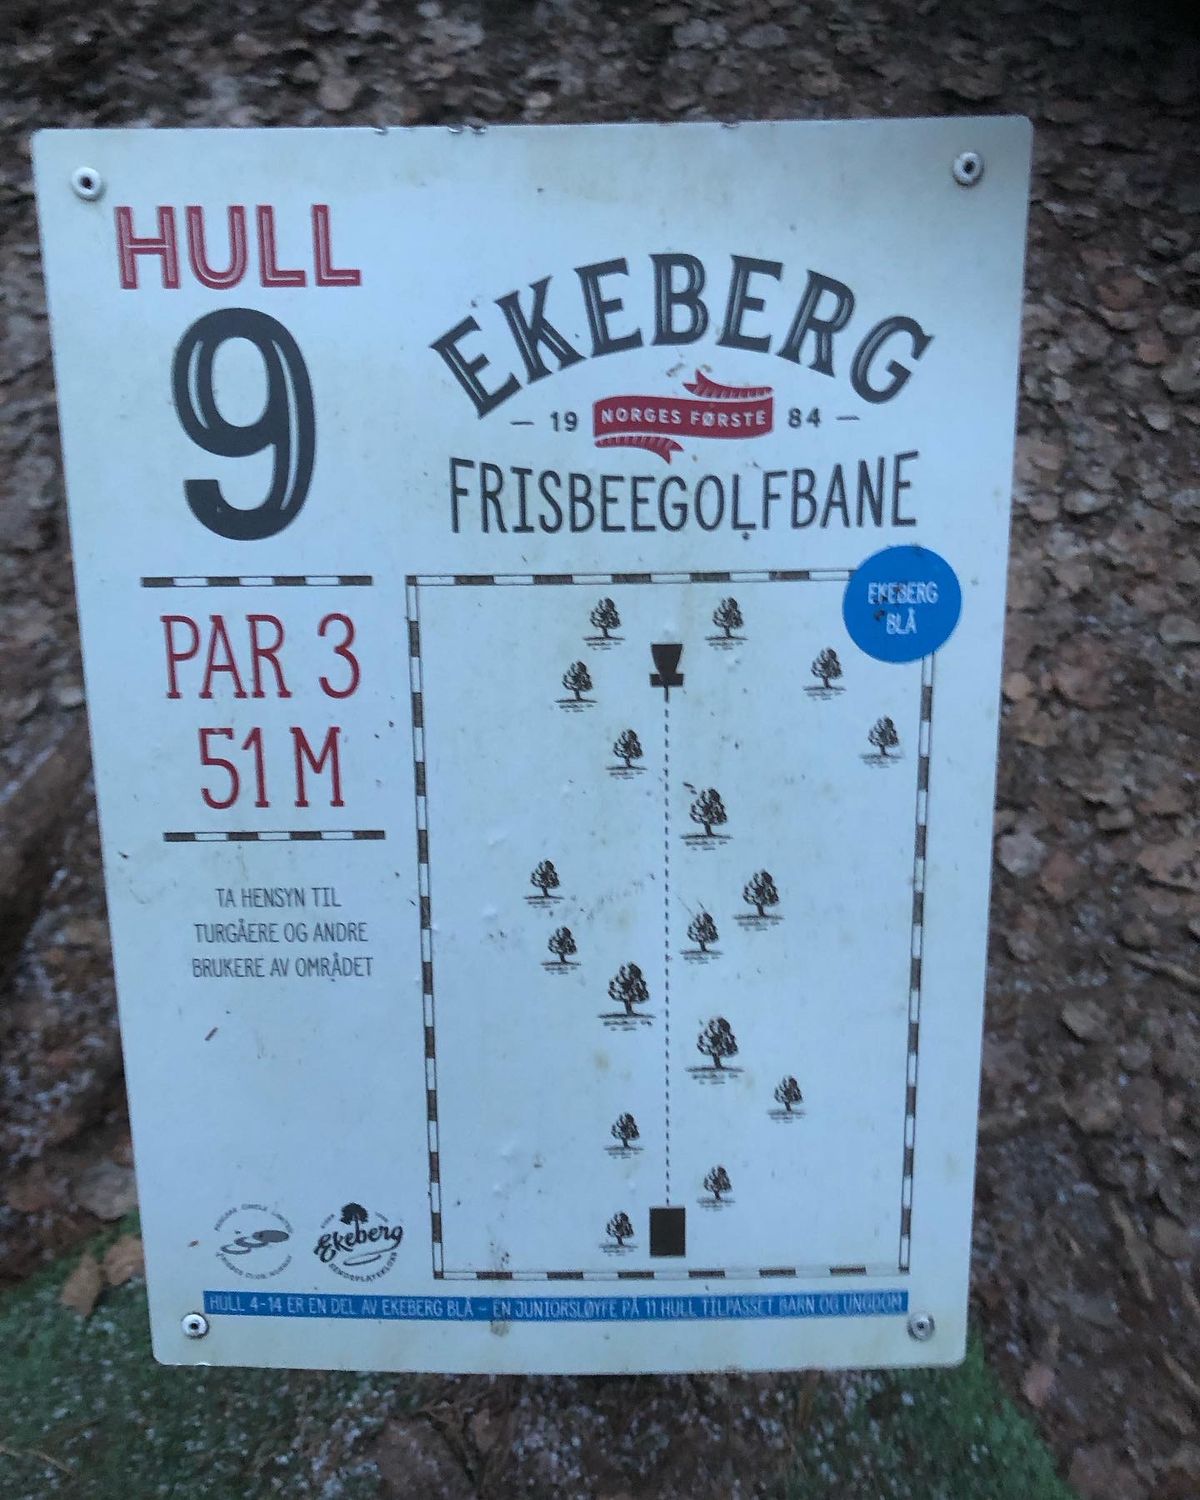 HULL
9
EKEBERG
19 NORGES FØRSTE 84
FRISBEEGOLFBANE
PAR 3
51 M
TA HENSYN TIL
TURGÅERE OG ANDRE
BRUKERE AV OMRÅDET
EKEBERG
BLÅ
Ekeberg
HULL 4-14 ER EN DEL AV EKEBERG BLÅ - EN JUNIORSLØYFE PÅ 11 HULL TILPASSET BARN OG UNGDOM